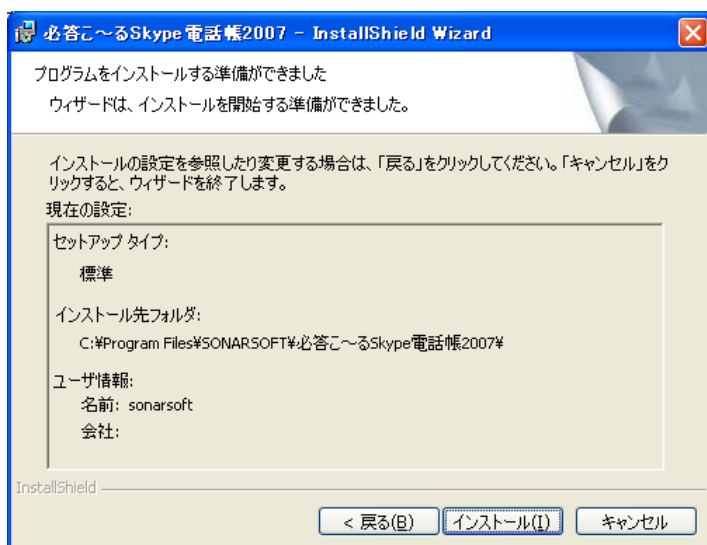 必答こ～るSkype電話帳2007 - InstallShield Wizard
プログラムをインストールする準備ができました
ウィザードは、インストールを開始する準備ができました。
インストールの設定を参照したり変更する場合は、「戻る」をクリックしてください。「キャンセル」をク
リックすると、ウィザードを終了します。
現在の設定:
セットアップ タイプ:
標準
インストール先フォルダ:
C:¥Program Files¥SONARSOFT¥必答こ～るSkype電話帳2007¥
ユーザ情報:
名前: sonarsoft
会社:
InstallShield
< 戻る(B) インストール(I) キャンセル